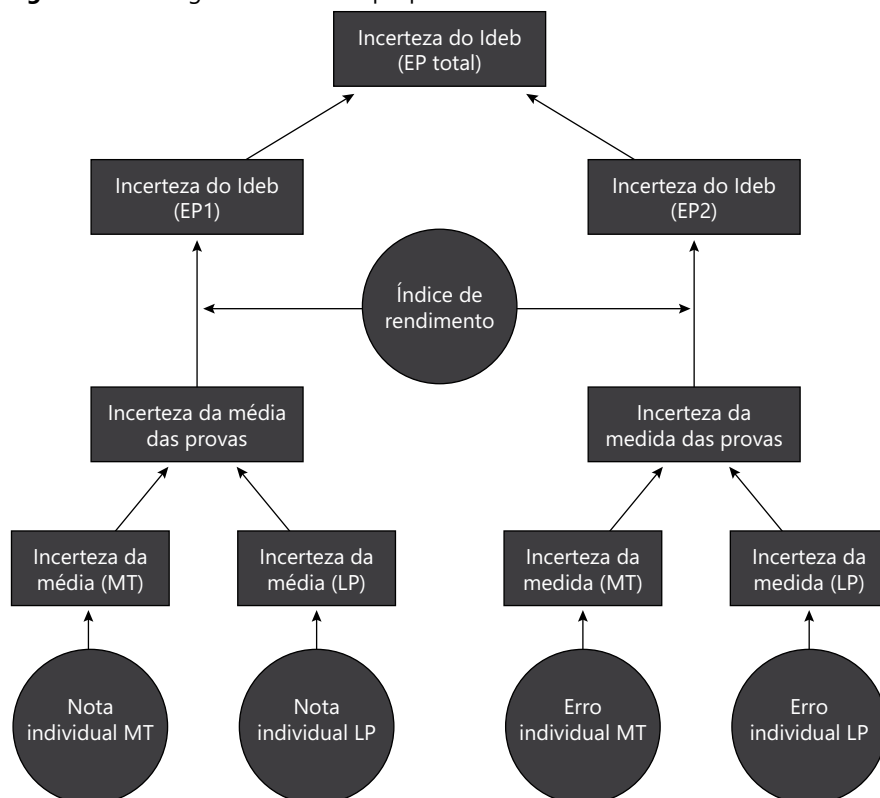 Incerteza do Ideb
(EP total)
Incerteza do Ideb
(EP1)
Incerteza do Ideb
(EP2)
Índice de
rendimento
Incerteza da média
das provas
Incerteza da
medida das provas
Incerteza da
média (MT)
Incerteza da
média (LP)
Incerteza da
medida (MT)
Incerteza da
medida (LP)
Nota
individual MT
Nota
individual LP
Erro
individual MT
Erro
individual LP